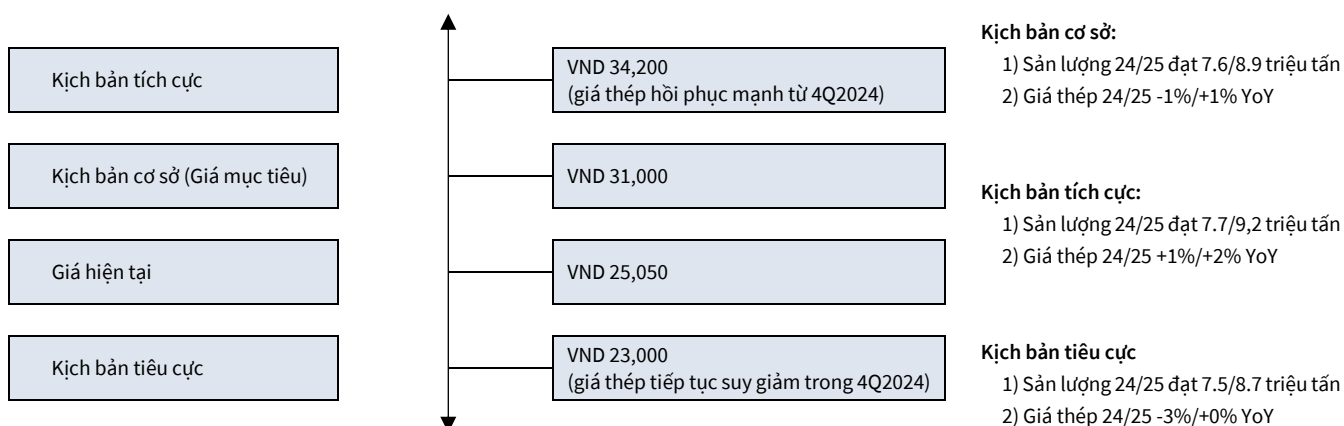 Kịch bản tích cực
VND 34,200
(giá thép hồi phục mạnh từ 4Q2024)
Kịch bản cơ sở (Giá mục tiêu)
VND 31,000
Giá hiện tại
VND 25,050
Kịch bản tiêu cực
VND 23,000
(giá thép tiếp tục suy giảm trong 4Q2024)
Kịch bản cơ sở:
1) Sản lượng 24/25 đạt 7.6/8.9 triệu tấn
2) Giá thép 24/25 -1%/+1% YoY
Kịch bản tích cực:
1) Sản lượng 24/25 đạt 7.7/9,2 triệu tấn
2) Giá thép 24/25 +1%/+2% YoY
Kịch bản tiêu cực
1) Sản lượng 24/25 đạt 7.5/8.7 triệu tấn
2) Giá thép 24/25 -3%/+0% YoY